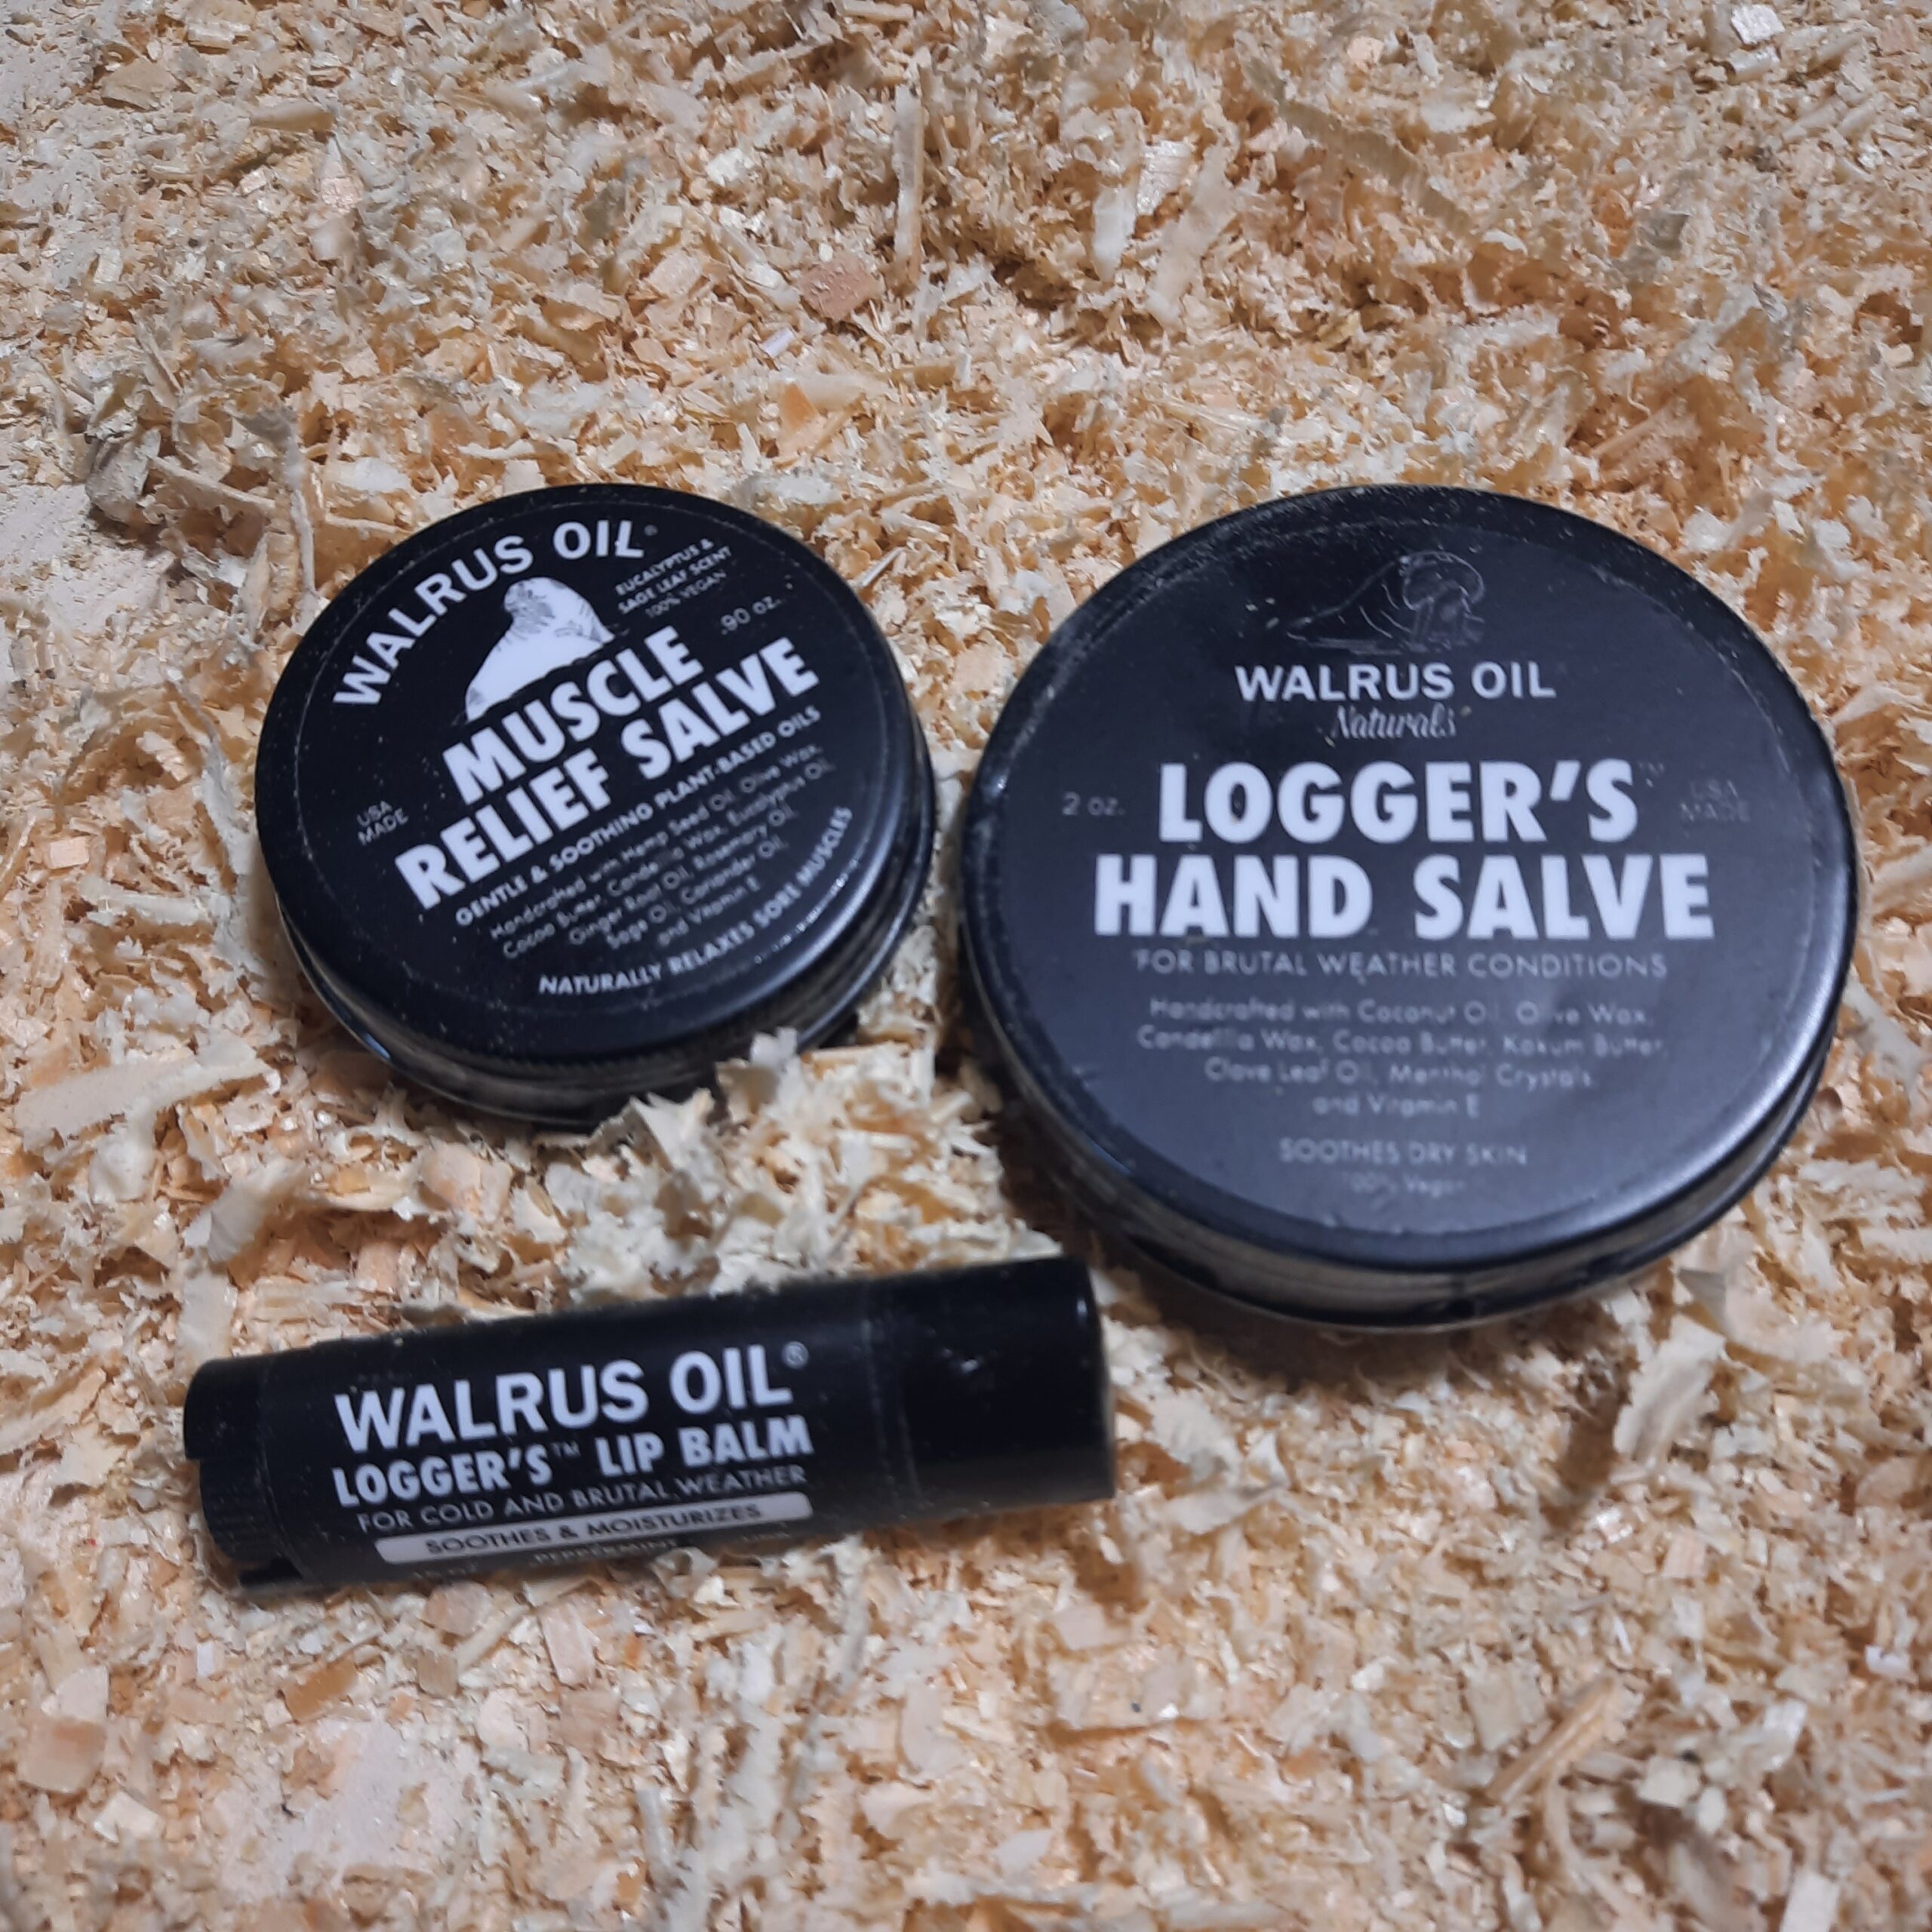 WALRUS OIL®
EUCALYPTUS &
SAGE LEAF SCENT
100% VEGAN
.90 oz.
MUSCLE
RELIEF SALVE
USA
MADE
GENTLE & SOOTHING PLANT-BASED OILS
Handcrafted with Hemp Seed Oil, Olive Wax,
Cocoa Butter, Candelilla Wax, Eucalyptus Oil,
Ginger Root Oil, Rosemary Oil,
Sage Oil, Coriander Oil,
and Vitamin E
NATURALLY RELAXES SORE MUSCLES
WALRUS OIL
Naturals
2 oz.
LOGGER'S™
USA
MADE
HAND SALVE
FOR BRUTAL WEATHER CONDITIONS
Handcrafted with Coconut Oil, Olive Wax,
Candelilla Wax, Cocoa Butter, Kokum Butter,
Clove Leaf Oil, Menthol Crystals,
and Vitamin E
SOOTHES DRY SKIN
100% Vegan
WALRUS OIL®
LOGGER'S™ LIP BALM
FOR COLD AND BRUTAL WEATHER
SOOTHES & MOISTURIZES
PEPPERMINT